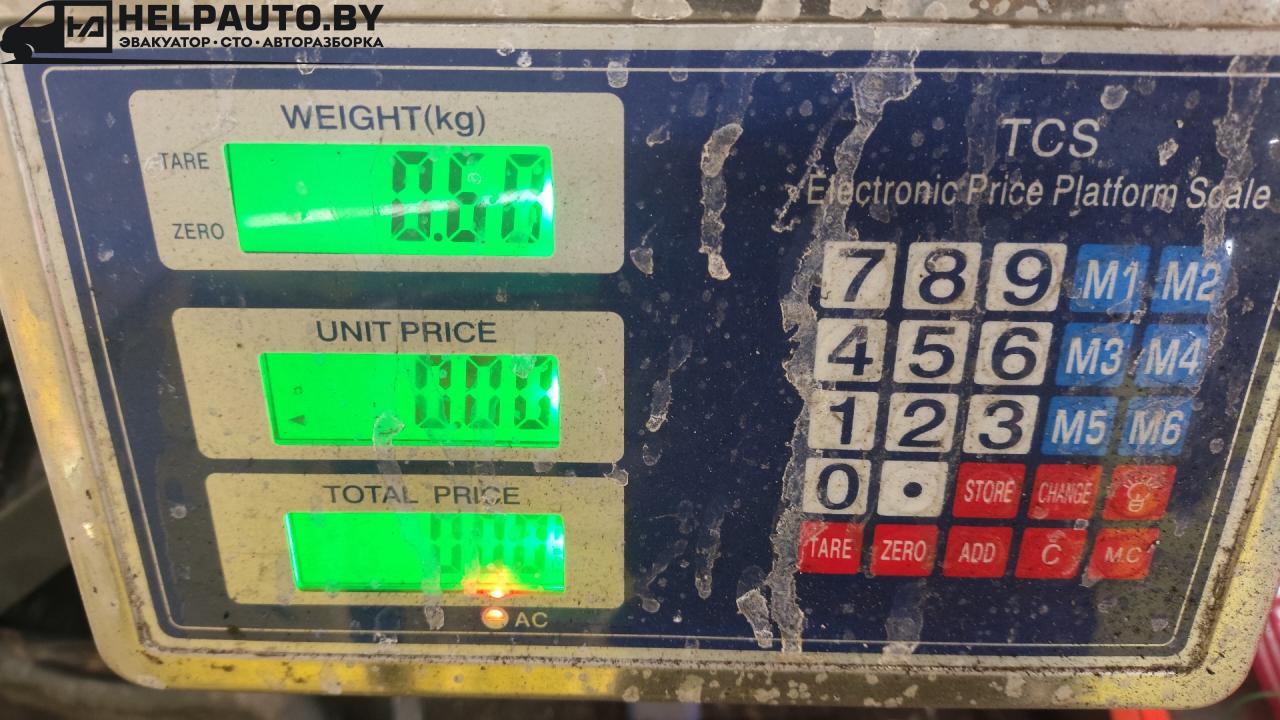 HELPAUTO.BY
ЭВАКУАТОР • СТО • АВТОРАЗБОРКА
WEIGHT(kg)
TARE
ZERO
0.60
UNIT PRICE
0.00
TOTAL PRICE
AC
TCS
Electronic Price Platform Scale
7 8 9 M1 M2
4 5 6 M3 M4
1 2 3 M5 M6
0 • STORE CHANGE
TARE ZERO ADD C M.C